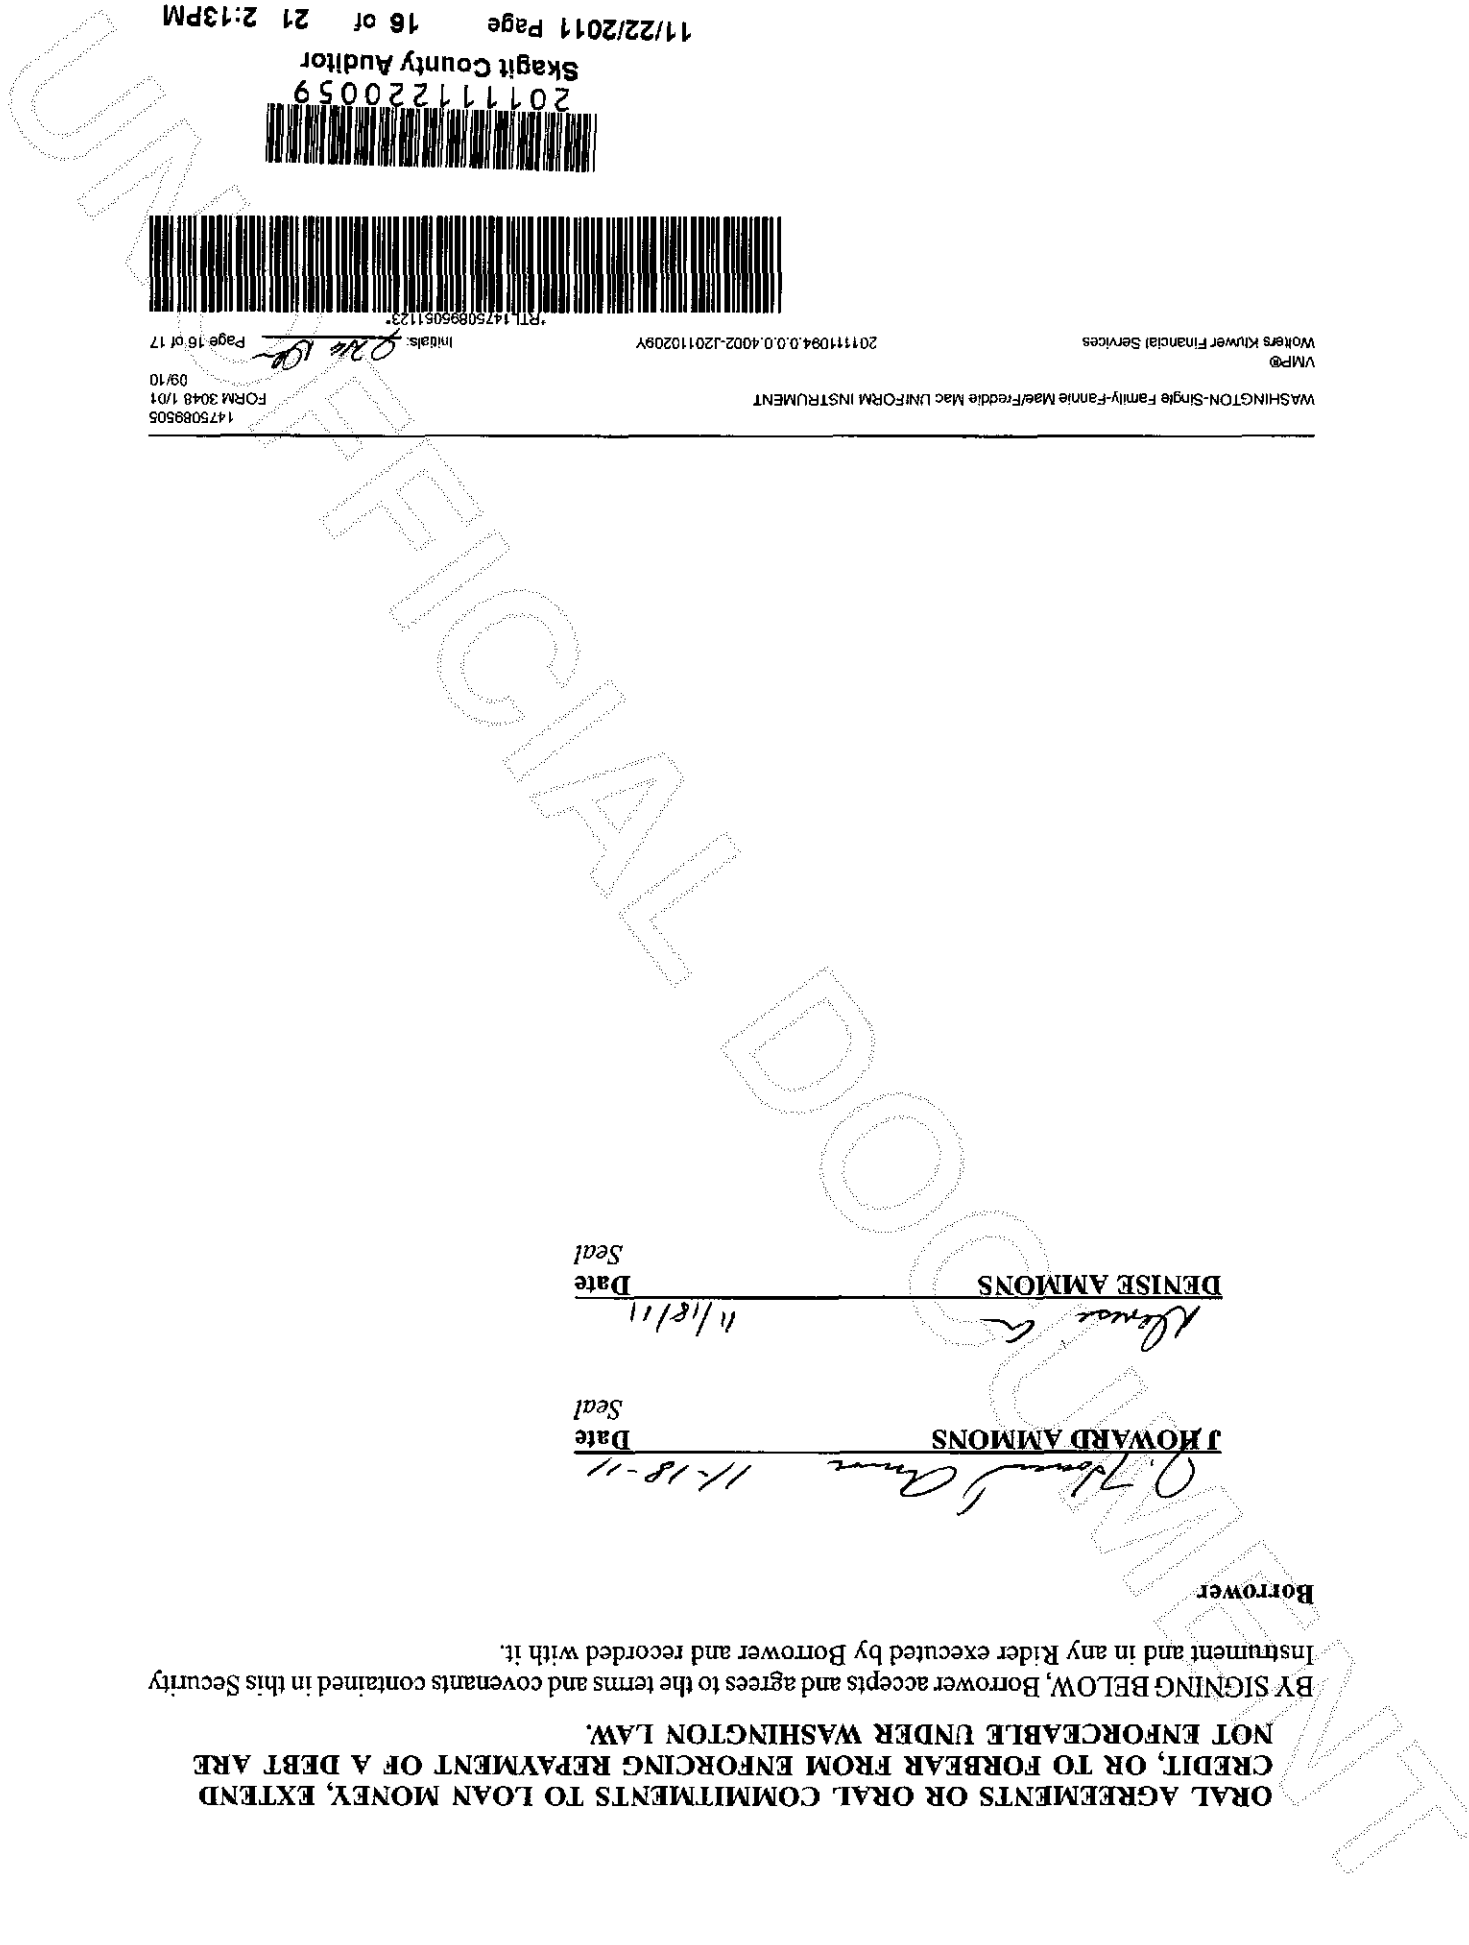 ORAL AGREEMENTS OR ORAL COMMITMENTS TO LOAN MONEY, EXTEND
CREDIT, OR TO FORBEAR FROM ENFORCING REPAYMENT OF A DEBT ARE
NOT ENFORCEABLE UNDER WASHINGTON LAW.
BY SIGNING BELOW, Borrower accepts and agrees to the terms and covenants contained in this Security
Instrument and in any Rider executed by Borrower and recorded with it.
Borrower
J. Howard 11-18-11
J HOWARD AMMONS Date
Seal
Denise 11/18/11
DENISE AMMONS Date
Seal
1475089505
WASHINGTON-Single Family-Fannie Mae/Freddie Mac UNIFORM INSTRUMENT FORM 3048 1/01
09/10
VMP®
Wolters Kluwer Financial Services 201111094.0.0.0.4002-J20110209Y Initials: Page 16 of 17
*RTL14750895051123*
201111220059
Skagit County Auditor
11/22/2011 Page 16 of 21 2:13PM
UNOFFICIAL DOCUMENT